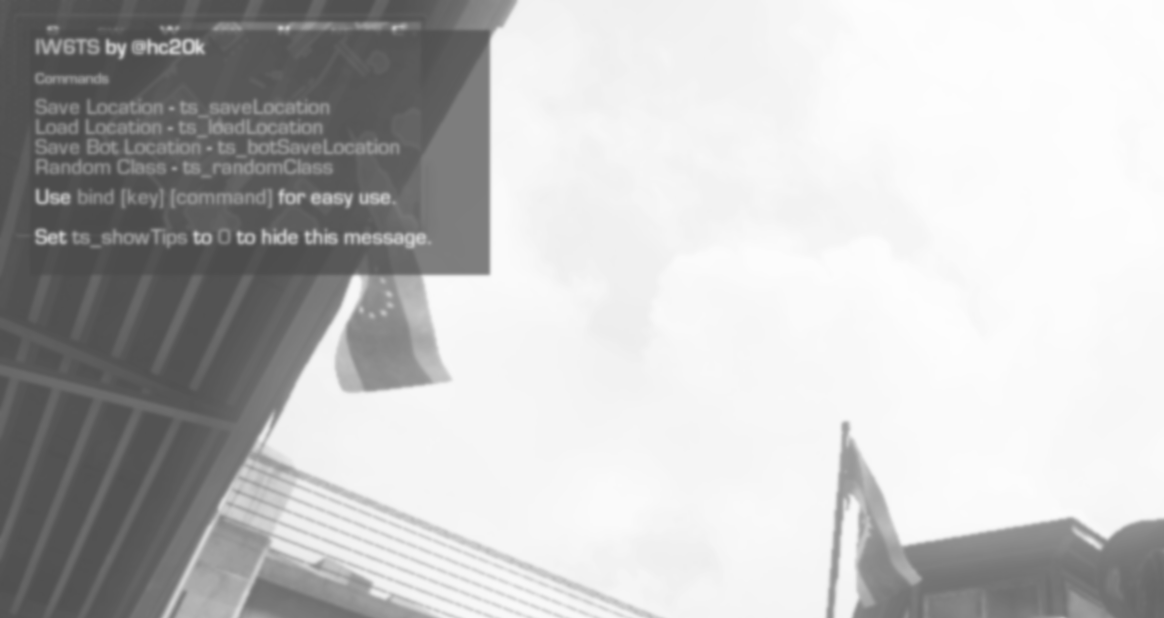 IW6TS by @hc20k
Commands
Save Location - ts_saveLocation
Load Location - ts_loadLocation
Save Bot Location - ts_botSaveLocation
Random Class - ts_randomClass
Use bind [key] [command] for easy use.
Set ts_showTips to 0 to hide this message.